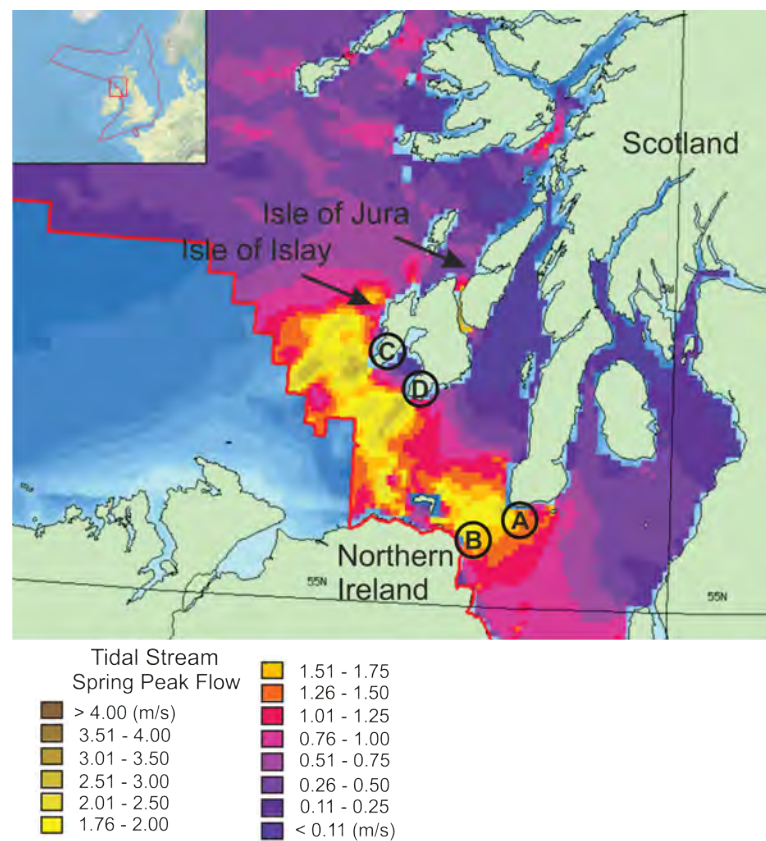 Scotland
Isle of Jura
Isle of Islay
C
D
A
B
Northern
Ireland
55N
55N
Tidal Stream
Spring Peak Flow
> 4.00 (m/s)
3.51 - 4.00
3.01 - 3.50
2.51 - 3.00
2.01 - 2.50
1.76 - 2.00
1.51 - 1.75
1.26 - 1.50
1.01 - 1.25
0.76 - 1.00
0.51 - 0.75
0.26 - 0.50
0.11 - 0.25
< 0.11 (m/s)